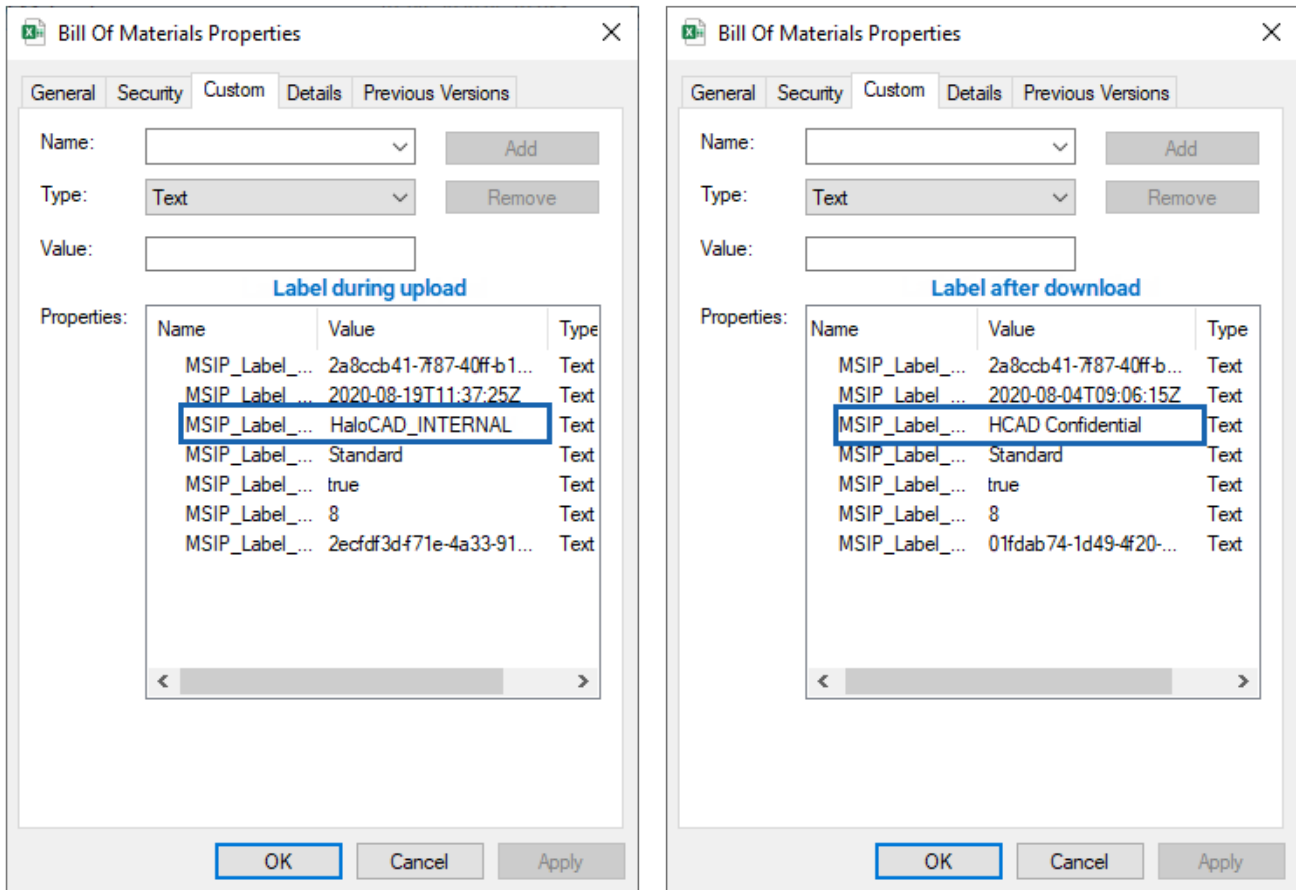 Bill Of Materials Properties
General Security Custom Details Previous Versions
Name:
Add
Type:
Text
Remove
Value:
Label during upload
Properties:
Name Value Type
MSIP_Label_... 2a8ccb41-7f87-40ff-b1... Text
MSIP_Label_... 2020-08-19T11:37:25Z Text
MSIP_Label_... HaloCAD_INTERNAL Text
MSIP_Label_... Standard Text
MSIP_Label_... true Text
MSIP_Label_... 8 Text
MSIP_Label_... 2ecfdf3d-f71e-4a33-91... Text
OK Cancel Apply
Bill Of Materials Properties
General Security Custom Details Previous Versions
Name:
Add
Type:
Text
Remove
Value:
Label after download
Properties:
Name Value Type
MSIP_Label_... 2a8ccb41-7f87-40ff-b... Text
MSIP_Label_... 2020-08-04T09:06:15Z Text
MSIP_Label_... HCAD Confidential Text
MSIP_Label_... Standard Text
MSIP_Label_... true Text
MSIP_Label_... 8 Text
MSIP_Label_... 01fdab74-1d49-4f20-... Text
OK Cancel Apply